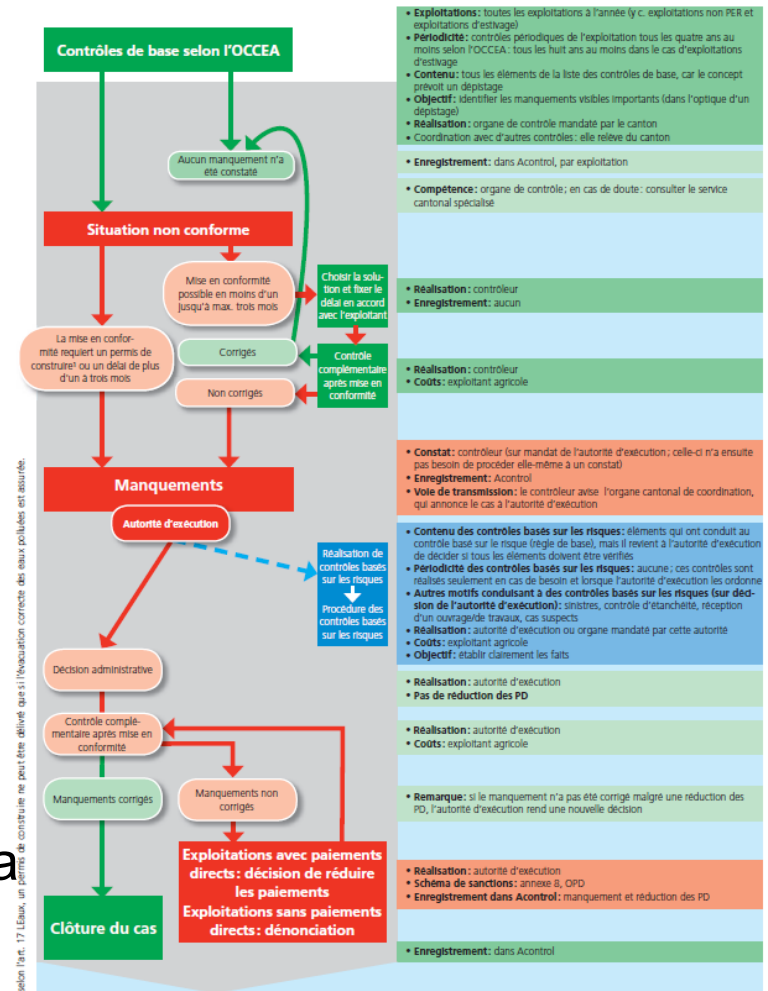 Contrôles de base selon l'OCCEA
Aucun manquement n'a
été constaté
Situation non conforme
Mise en conformité
possible en moins d'un
jusqu'à max. trois mois
Choisir la solu-
tion et fixer le
délai en accord
avec l'exploitant
La mise en confor-
mité requiert un permis de
construire¹ ou un délai de plus
d'un à trois mois
Corrigés
Contrôle
complémentaire
après mise en
conformité
Non corrigés
Manquements
Autorité d'exécution
Réalisation de
contrôles basés
sur les risques
Procédure des
contrôles basés
sur les risques
Décision administrative
Contrôle complé-
mentaire après mise en
conformité
Manquements corrigés
Manquements non
corrigés
Exploitations avec paiements
directs: décision de réduire
les paiements
Exploitations sans paiements
directs: dénonciation
Clôture du cas
• Exploitations: toutes les exploitations à l'année (y c. exploitations non PER et
exploitations d'estivage)
• Périodicité: contrôles périodiques de l'exploitation tous les quatre ans au
moins selon l'OCCEA: tous les huit ans au moins dans le cas d'exploitations
d'estivage
• Contenu: tous les éléments de la liste des contrôles de base, car le concept
prévoit un dépistage
• Objectif: identifier les manquements visibles importants (dans l'optique d'un
dépistage)
• Réalisation: organe de contrôle mandaté par le canton
• Coordination avec d'autres contrôles: elle relève du canton
• Enregistrement: dans Acontrol, par exploitation
• Compétence: organe de contrôle; en cas de doute: consulter le service
cantonal spécialisé
• Réalisation: contrôleur
• Enregistrement: aucun
• Réalisation: contrôleur
• Coûts: exploitant agricole
• Constat: contrôleur (sur mandat de l'autorité d'exécution; celle-ci n'a ensuite
pas besoin de procéder elle-même à un constat)
• Enregistrement: Acontrol
• Voie de transmission: le contrôleur avise l'organe cantonal de coordination,
qui annonce le cas à l'autorité d'exécution
• Contenu des contrôles basés sur les risques: éléments qui ont conduit au
contrôle basé sur le risque (règle de base), mais il revient à l'autorité d'exécution
de décider si tous les éléments doivent être vérifiés
• Périodicité des contrôles basés sur les risques: aucune; ces contrôles sont
réalisés seulement en cas de besoin et lorsque l'autorité d'exécution les ordonne
• Autres motifs conduisant à des contrôles basés sur les risques (sur déci-
sion de l'autorité d'exécution): sinistres, contrôle d'étanchéité, réception
d'un ouvrage/de travaux, cas suspects
• Réalisation: autorité d'exécution ou organe mandaté par cette autorité
• Coûts: exploitant agricole
• Objectif: établir clairement les faits
• Réalisation: autorité d'exécution
• Pas de réduction des PD
• Réalisation: autorité d'exécution
• Coûts: exploitant agricole
• Remarque: si le manquement n'a pas été corrigé malgré une réduction des
PD, l'autorité d'exécution rend une nouvelle décision
• Réalisation: autorité d'exécution
• Schéma de sanctions: annexe 8, OPD
• Enregistrement dans Acontrol: manquement et réduction des PD
• Enregistrement: dans Acontrol
selon l'art. 17 LEaux, un permis de construire ne peut être délivré que si l'évacuation correcte des eaux polluées est assurée.
a